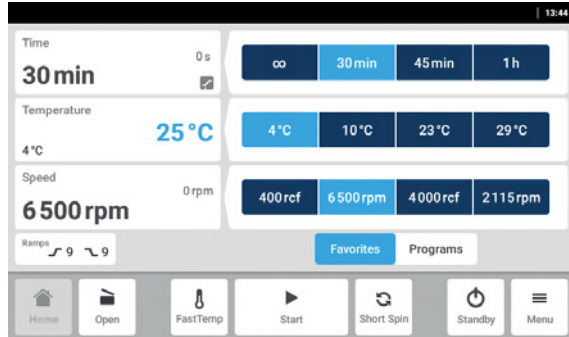 13:44
Time
0 s
30 min
∞ 30 min 45 min 1 h
Temperature
25 °C
4 °C
4 °C 10 °C 23 °C 29 °C
Speed
0 rpm
6 500 rpm
400 rcf 6 500 rpm 4 000 rcf 2 115 rpm
Ramps 9 9
Favorites Programs
Home Open FastTemp Start Short Spin Standby Menu